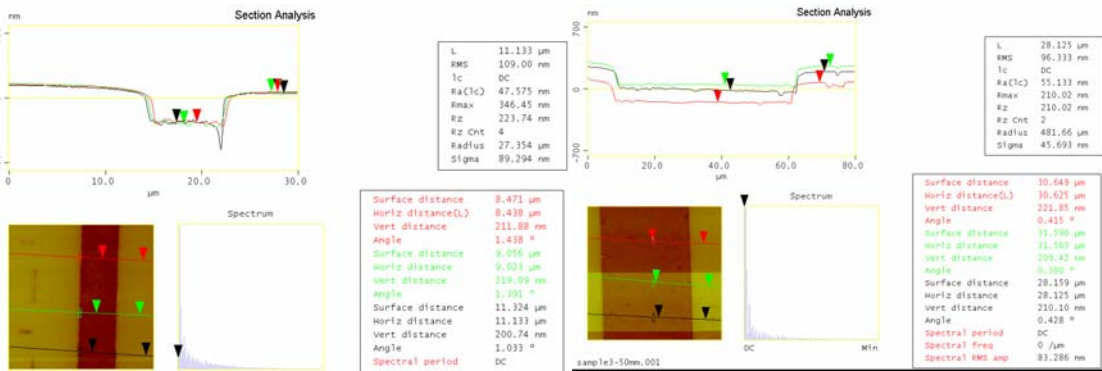 nm
Section Analysis
L 11.133 µm
RMS 109.00 nm
lc DC
Ra(lc) 47.575 nm
Rmax 346.45 nm
Rz 223.74 nm
Rz Cnt 4
Radius 27.354 µm
Sigma 89.294 nm
0 10.0 20.0 30.0
µm
Spectrum
Surface distance 8.471 µm
Horiz distance(L) 8.438 µm
Vert distance 211.88 nm
Angle 1.438 °
Surface distance 9.056 µm
Horiz distance 9.023 µm
Vert distance 219.09 nm
Angle 1.391 °
Surface distance 11.324 µm
Horiz distance 11.133 µm
Vert distance 200.74 nm
Angle 1.033 °
Spectral period DC
nm
Section Analysis
700
0
-700
L 28.125 µm
RMS 96.333 nm
lc DC
Ra(lc) 55.133 nm
Rmax 210.02 nm
Rz 210.02 nm
Rz Cnt 2
Radius 481.66 µm
Sigma 45.693 nm
0 20.0 40.0 60.0 80.0
µm
Spectrum
DC Min
Surface distance 30.649 µm
Horiz distance(L) 30.625 µm
Vert distance 221.85 nm
Angle 0.415 °
Surface distance
Horiz distance
Vert distance 209.42 nm
Angle 0.380 °
Surface distance 28.159 µm
Horiz distance 28.125 µm
Vert distance 210.10 nm
Angle 0.428 °
Spectral period DC
Spectral freq 0 /µm
Spectral RMS amp 83.286 nm
sample3-50mm.001